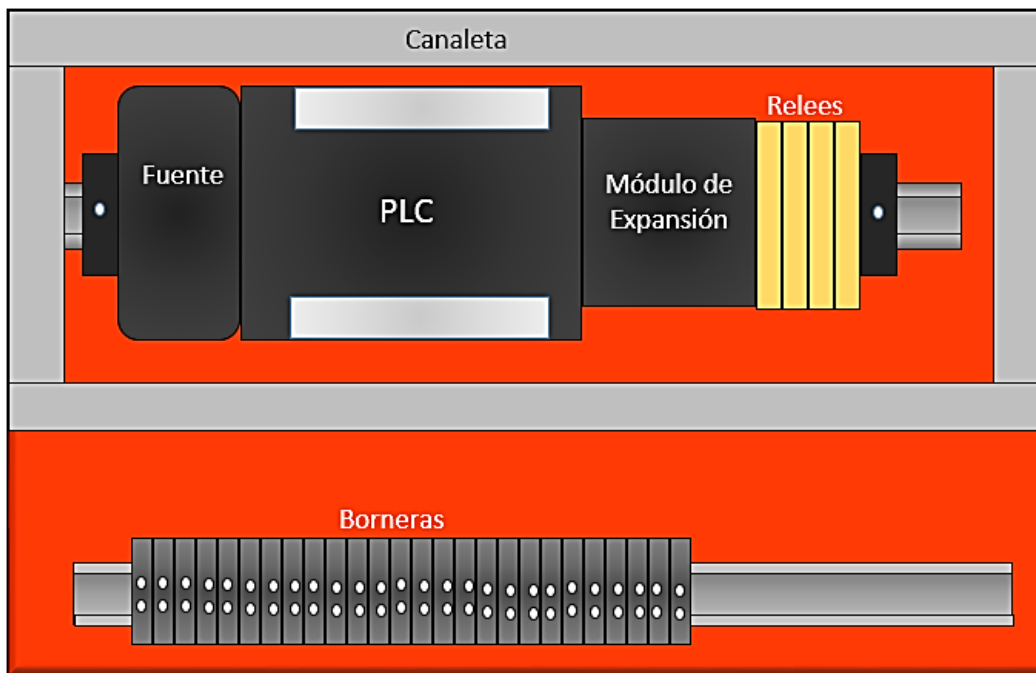 Canaleta
Relees
Fuente
PLC
Módulo de
Expansión
Borneras